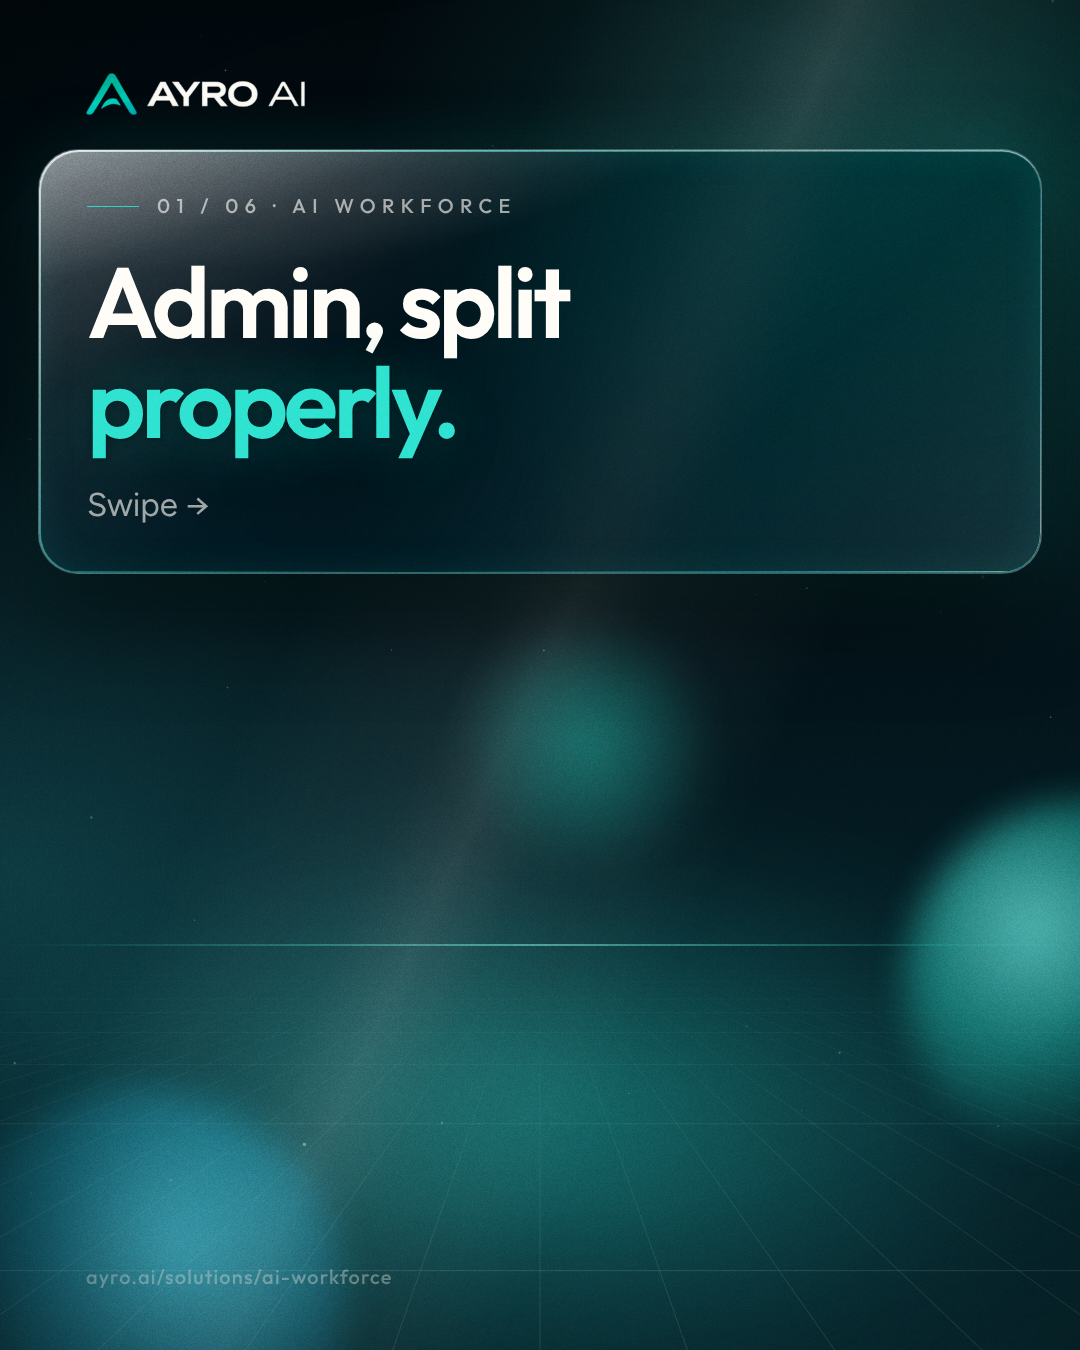 AYRO AI
01 / 06 · AI WORKFORCE
Admin, split
properly.
Swipe →
ayro.ai/solutions/ai-workforce